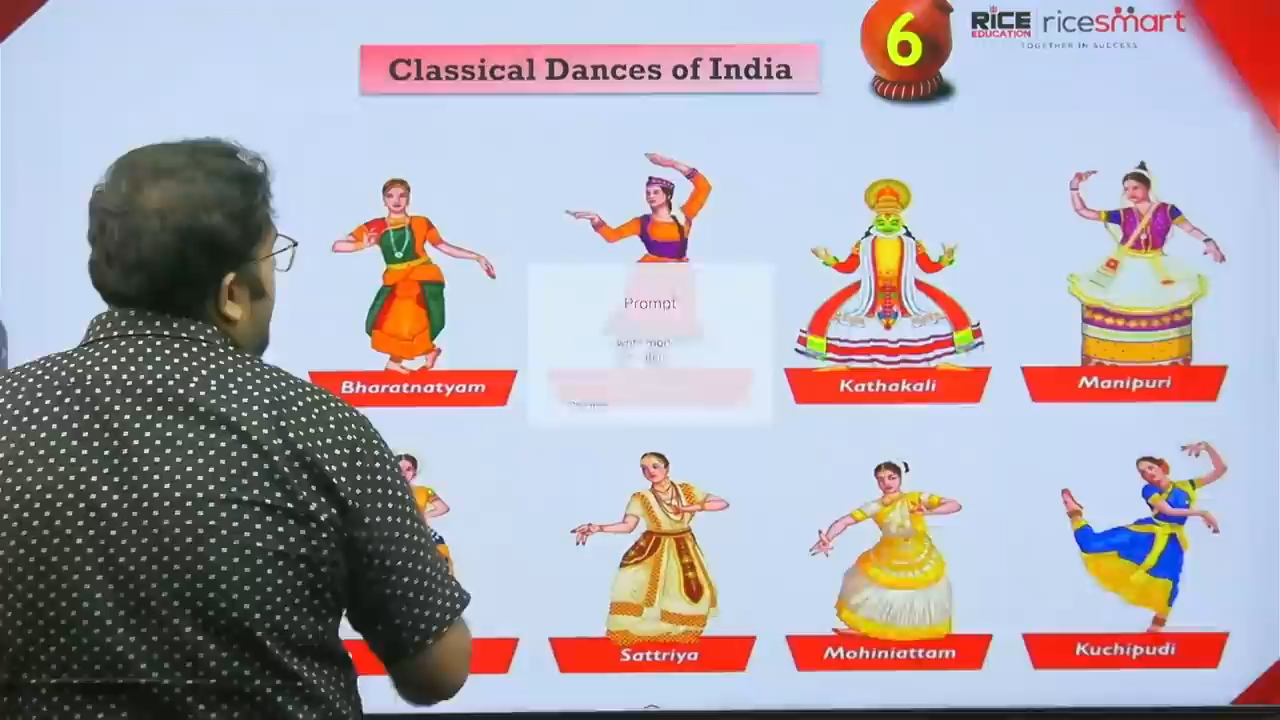 6
RICE
EDUCATION
ricesmart
TOGETHER IN SUCCESS
Classical Dances of India
Prompt
Bharatnatyam
Kathakali
Manipuri
Sattriya
Mohiniattam
Kuchipudi